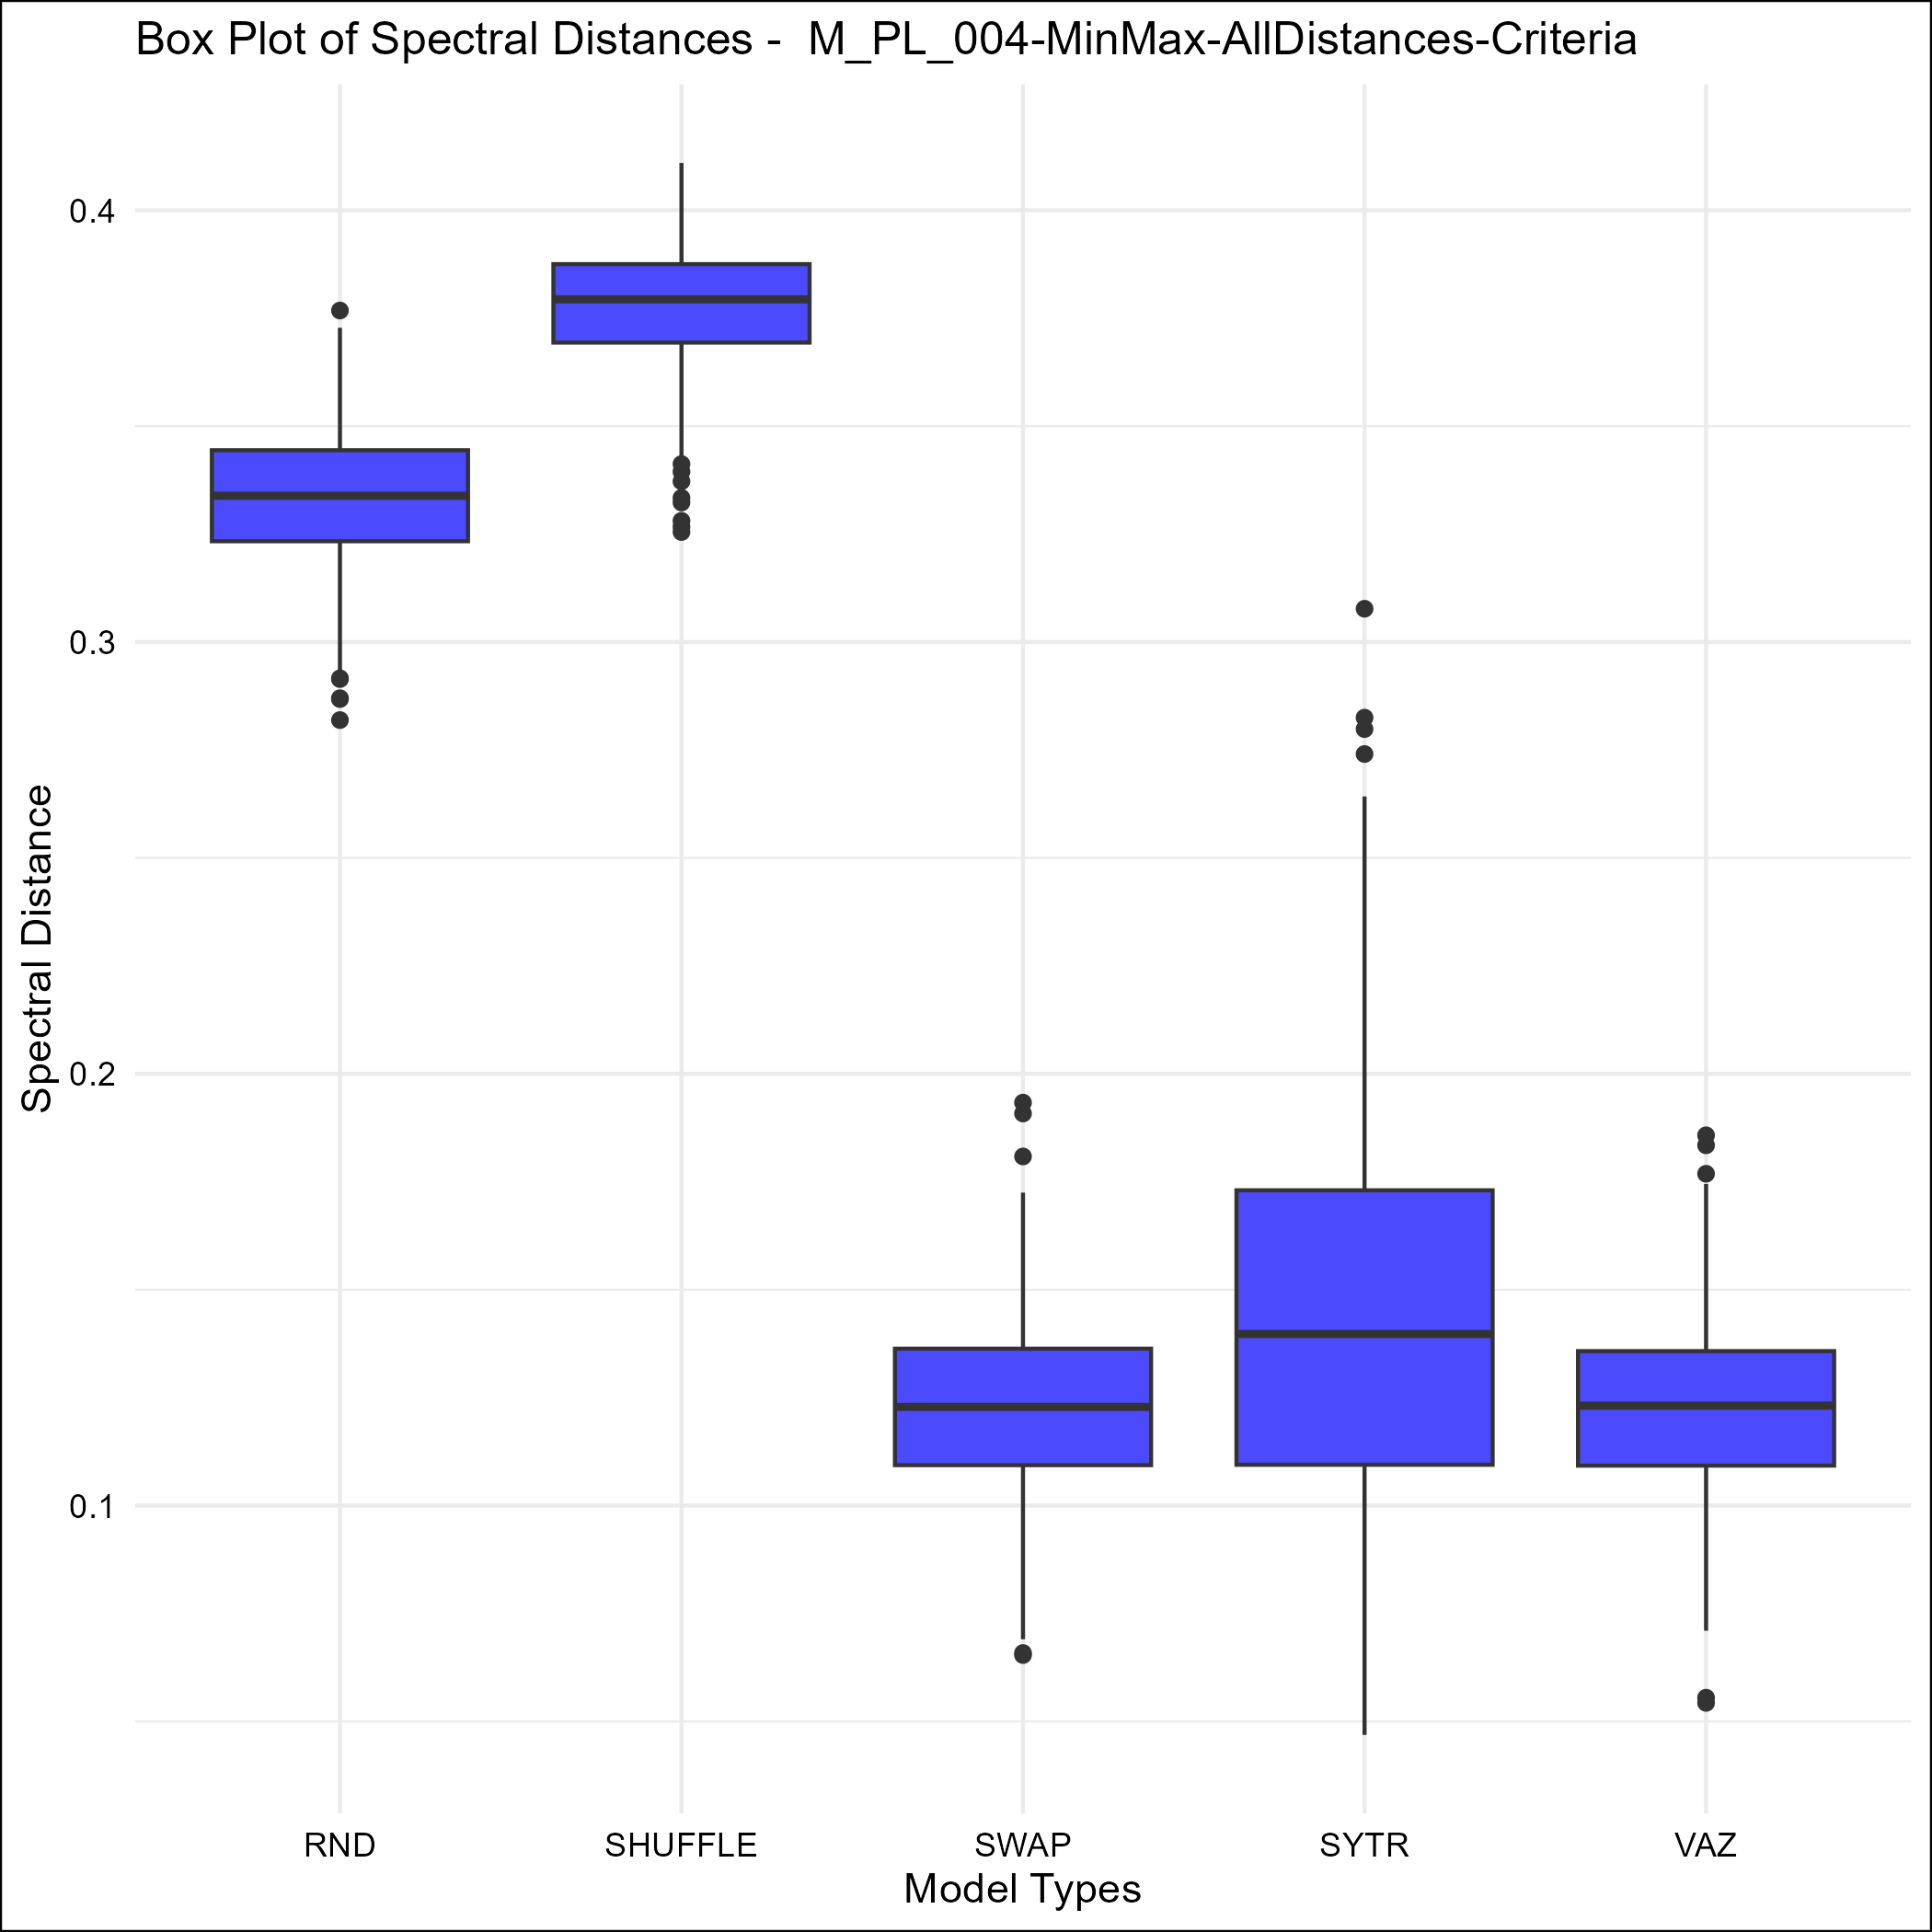 Box Plot of Spectral Distances -  M_PL_004-MinMax-AllDistances-Criteria
Spectral Distance
0.4
0.3
0.2
0.1
RND
SHUFFLE
SWAP
SYTR
VAZ
Model Types